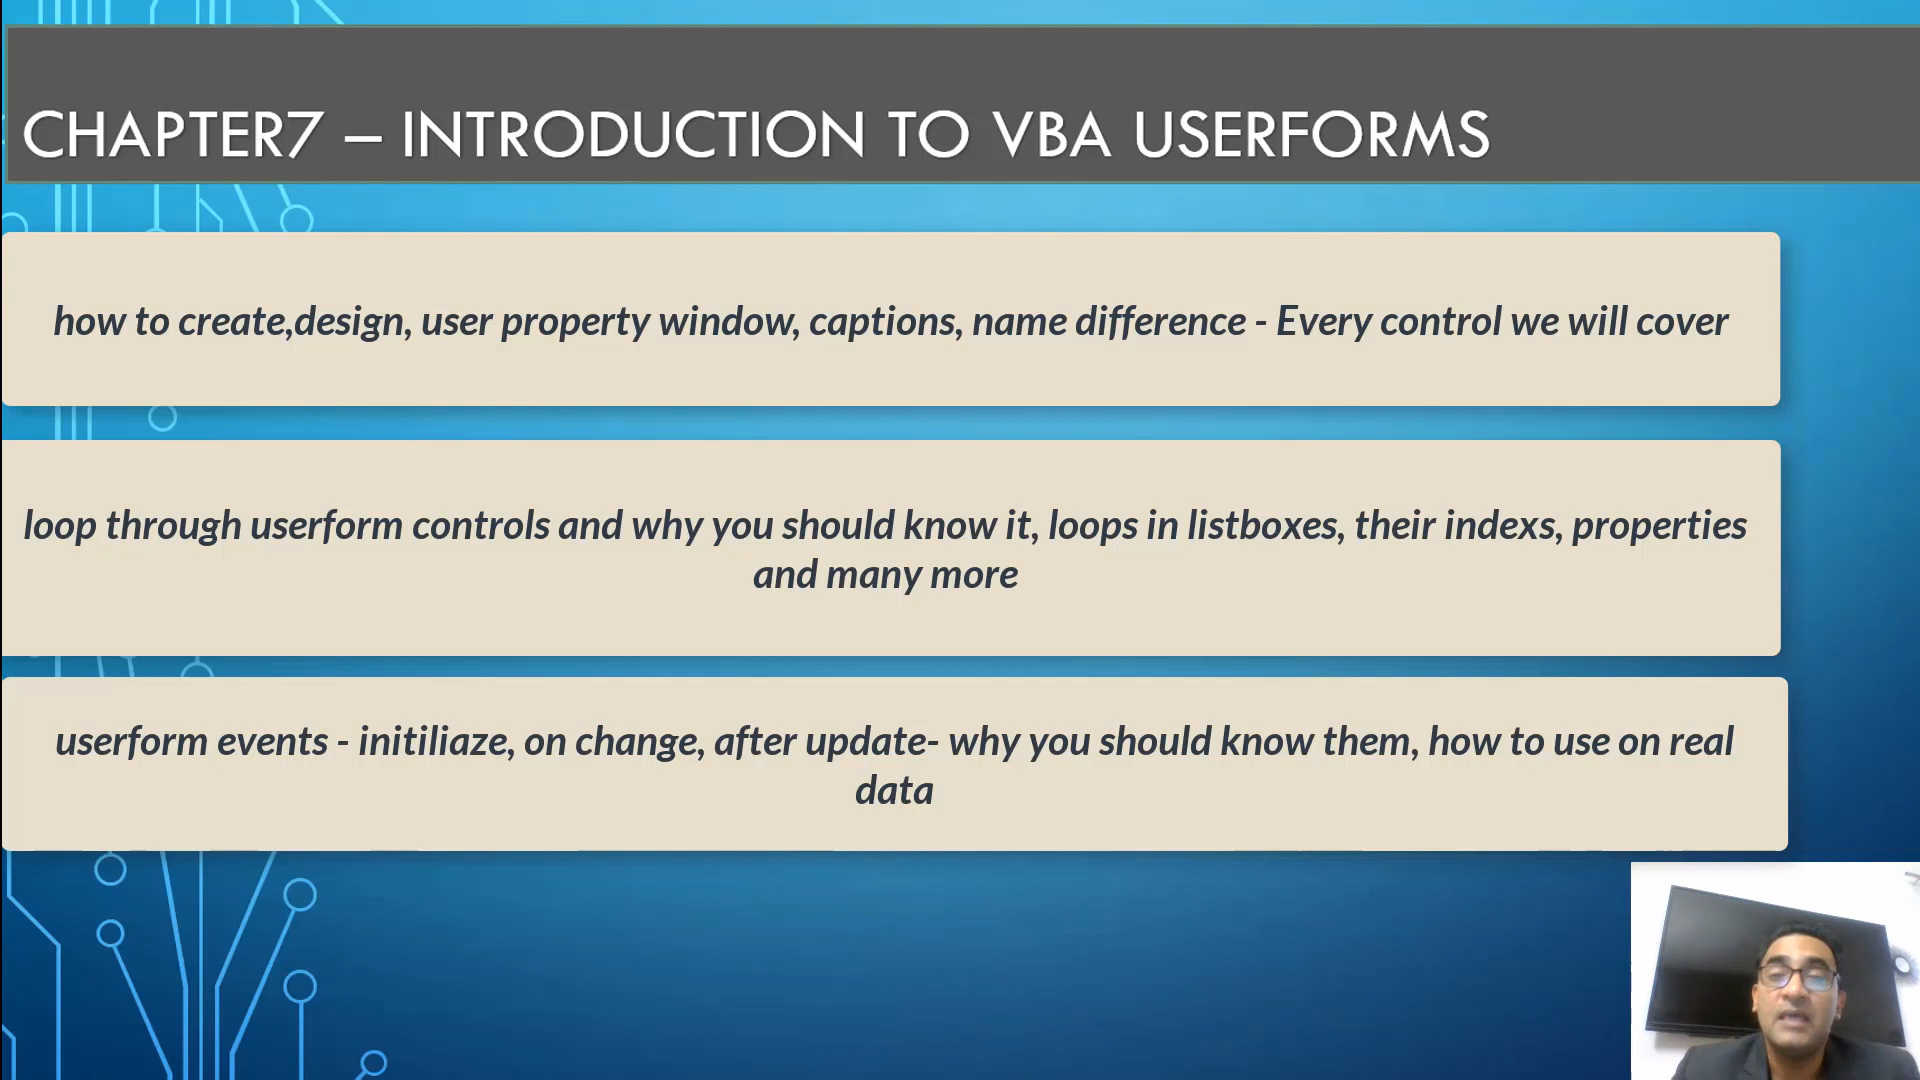 CHAPTER7 – INTRODUCTION TO VBA USERFORMS
how to create,design, user property window, captions, name difference - Every control we will cover
loop through userform controls and why you should know it, loops in listboxes, their indexs, properties
and many more
userform events - initiliaze, on change, after update- why you should know them, how to use on real
data